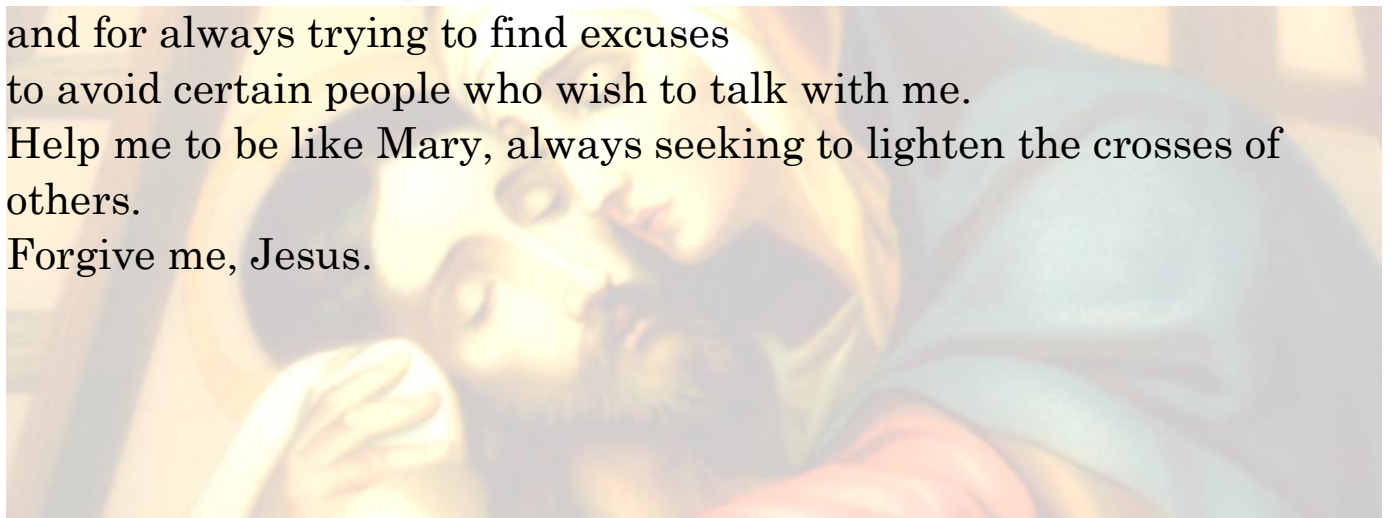 and for always trying to find excuses
to avoid certain people who wish to talk with me.
Help me to be like Mary, always seeking to lighten the crosses of
others.
Forgive me, Jesus.